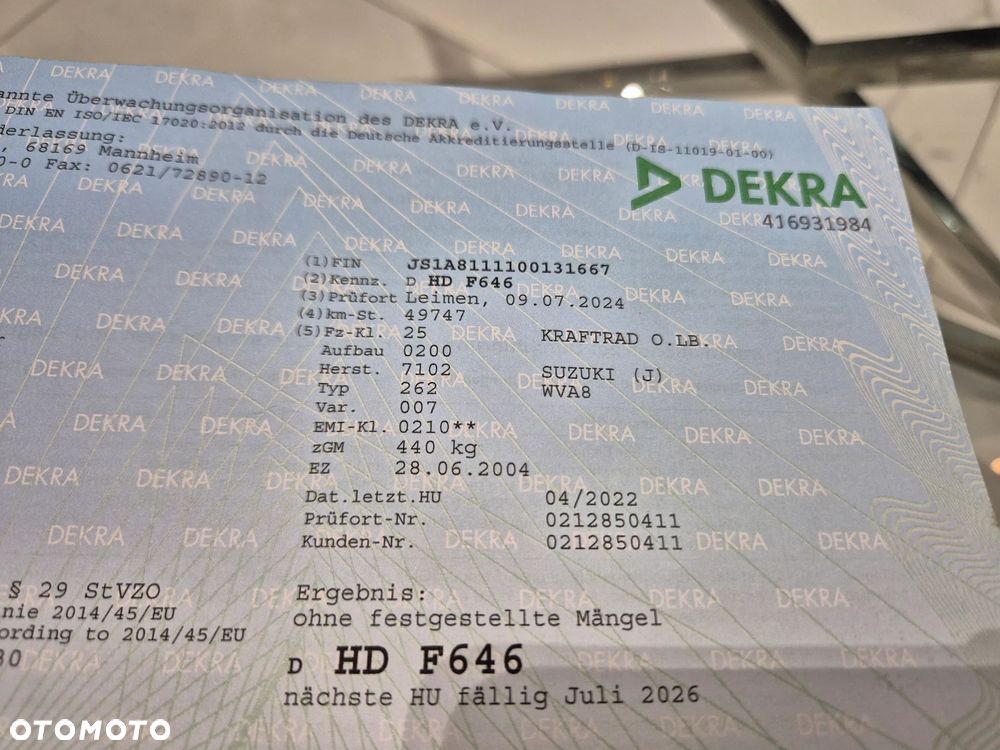 annte Überwachungsorganisation des DEKRA e.V.
DIN EN ISO/IEC 17020:2012 durch die Deutsche Akkreditierungsstelle (D-IS-11019-01-00)
derlassung:
, 68169 Mannheim
0-0 Fax: 0621/72890-12
DEKRA
416931984
(1) FIN JS1A8111100131667
(2) Kennz. D HD F646
(3) Prüfort Leimen, 09.07.2024
(4) km-St. 49747
(5) Fz-Kl. 25 KRAFTRAD O.LB.
Aufbau 0200
Herst. 7102 SUZUKI (J)
Typ 262 WVA8
Var. 007
EMI-Kl. 0210**
zGM 440 kg
EZ 28.06.2004
Dat.letzt.HU 04/2022
Prüfort-Nr. 0212850411
Kunden-Nr. 0212850411
§ 29 StVZO
nie 2014/45/EU
ording to 2014/45/EU
80
Ergebnis:
ohne festgestellte Mängel
D HD F646
nächste HU fällig Juli 2026
OTOMOTO